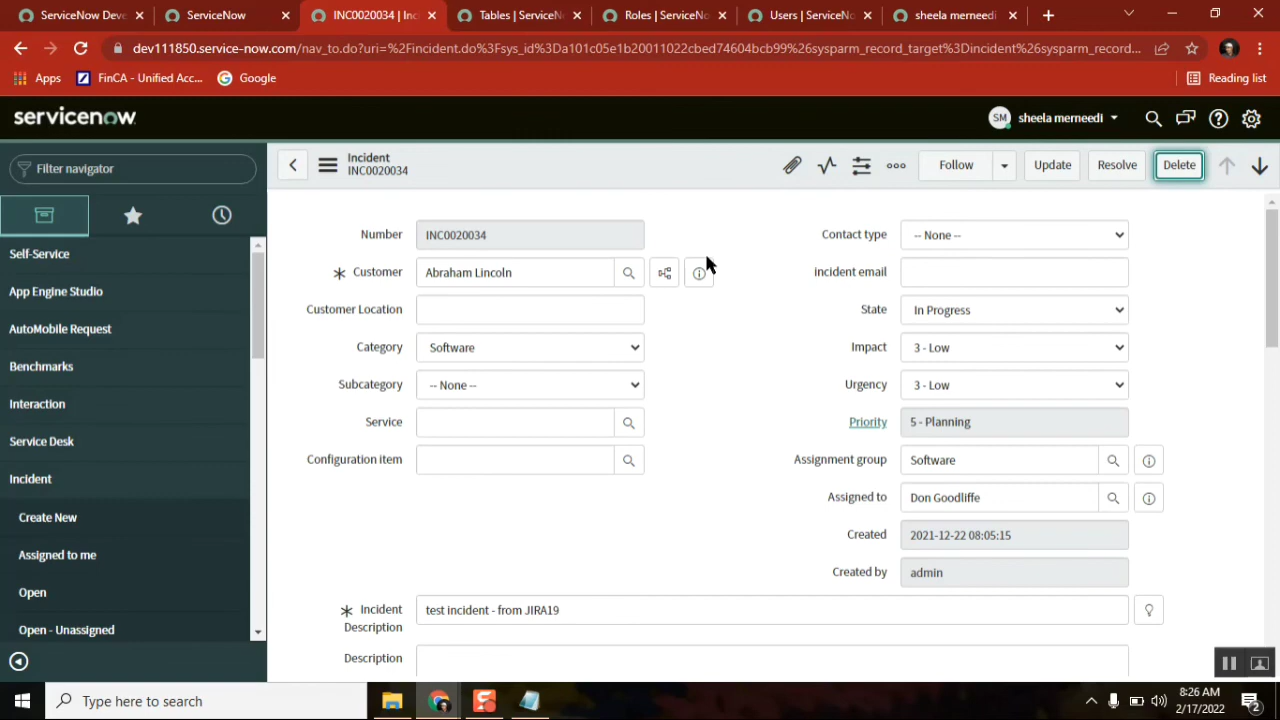 ServiceNow Deve
ServiceNow
INC0020034 | Inc
Tables | ServiceN
Roles | ServiceNo
Users | ServiceNo
sheela merneedi
dev111850.service-now.com/nav_to.do?uri=%2Fincident.do%3Fsys_id%3Da101c05e1b20011022cbed74604bcb99%26sysparm_record_target%3Dincident%26sysparm_record...
Apps
FinCA - Unified Acc...
Google
Reading list
servicenow
SM
sheela merneedi
Filter navigator
Incident
INC0020034
Follow
Update
Resolve
Delete
Self-Service
App Engine Studio
AutoMobile Request
Benchmarks
Interaction
Service Desk
Incident
Create New
Assigned to me
Open
Open - Unassigned
Number
INC0020034
Customer
Abraham Lincoln
Customer Location
Category
Software
Subcategory
-- None --
Service
Configuration item
Contact type
-- None --
incident email
State
In Progress
Impact
3 - Low
Urgency
3 - Low
Priority
5 - Planning
Assignment group
Software
Assigned to
Don Goodliffe
Created
2021-12-22 08:05:15
Created by
admin
Incident
Description
test incident - from JIRA19
Description
Type here to search
8:26 AM
2/17/2022
2